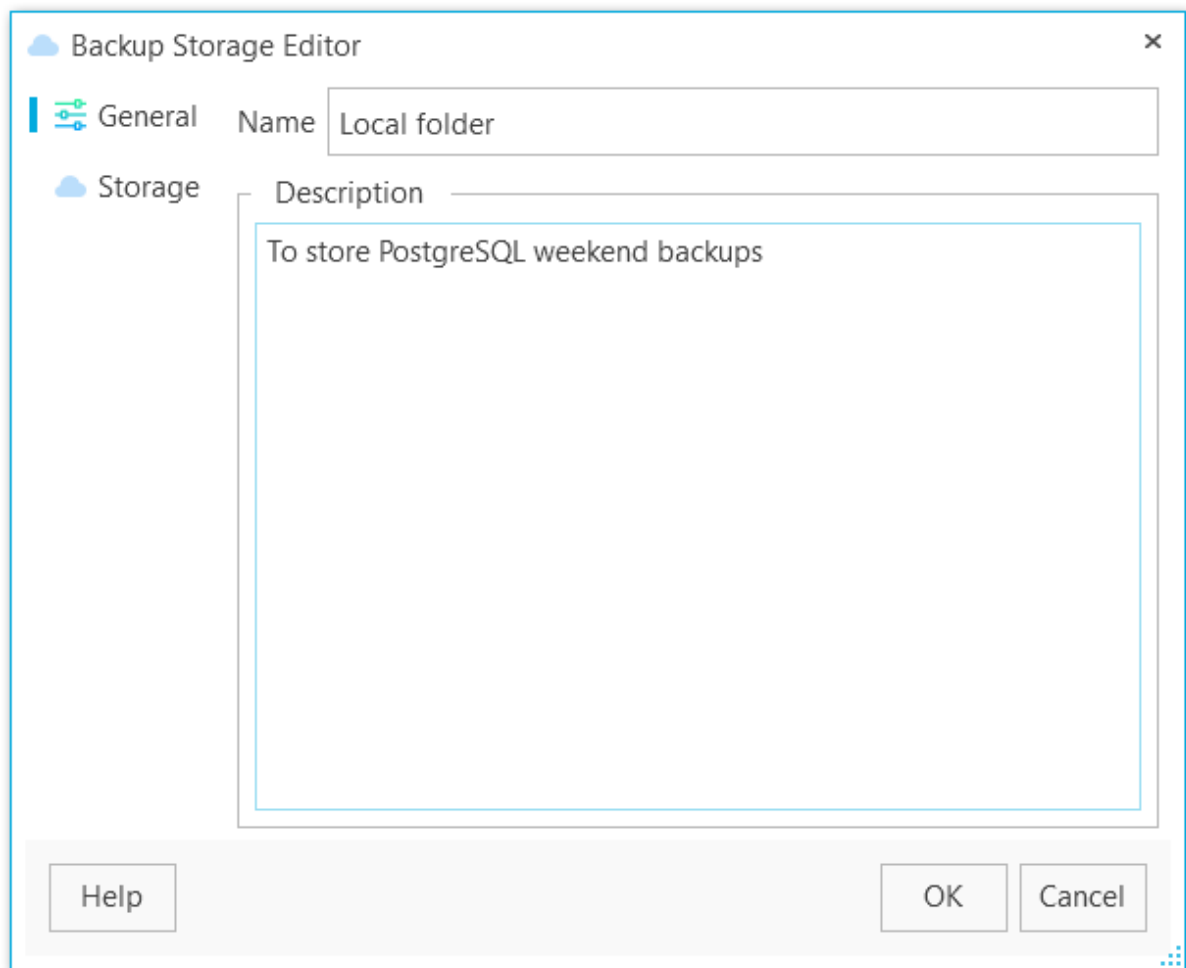 Backup Storage Editor
General
Name
Local folder
Storage
Description
To store PostgreSQL weekend backups
Help
OK
Cancel